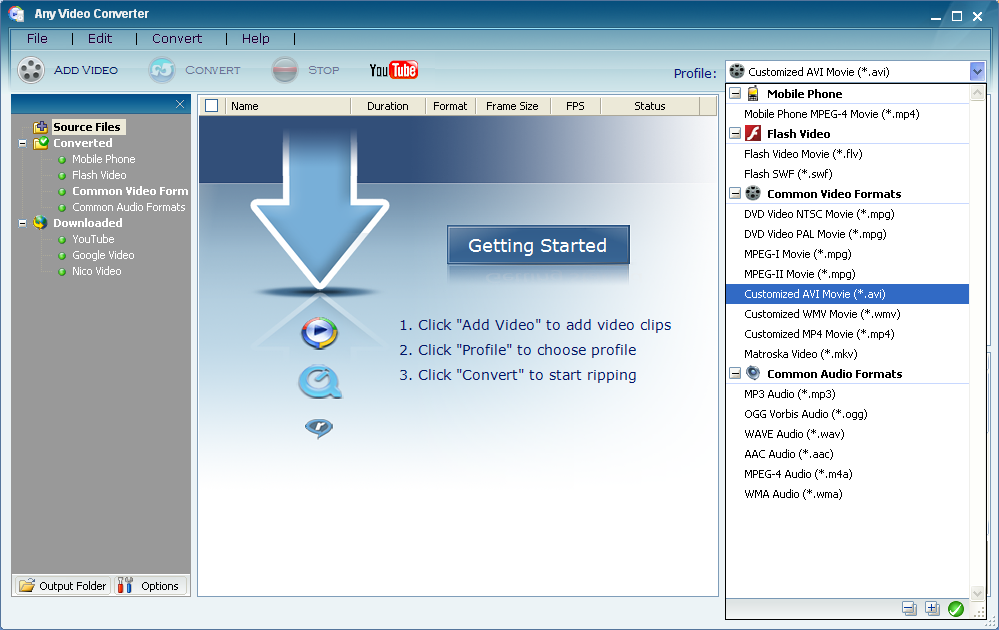 Any Video Converter
File | Edit | Convert | Help |
ADD VIDEO CONVERT STOP YouTube Profile: Customized AVI Movie (*.avi)
Source Files
Converted
Mobile Phone
Flash Video
Common Video Form
Common Audio Formats
Downloaded
YouTube
Google Video
Nico Video
Output Folder Options
Name Duration Format Frame Size FPS Status
Getting Started
1. Click "Add Video" to add video clips
2. Click "Profile" to choose profile
3. Click "Convert" to start ripping
Mobile Phone
Mobile Phone MPEG-4 Movie (*.mp4)
Flash Video
Flash Video Movie (*.flv)
Flash SWF (*.swf)
Common Video Formats
DVD Video NTSC Movie (*.mpg)
DVD Video PAL Movie (*.mpg)
MPEG-I Movie (*.mpg)
MPEG-II Movie (*.mpg)
Customized AVI Movie (*.avi)
Customized WMV Movie (*.wmv)
Customized MP4 Movie (*.mp4)
Matroska Video (*.mkv)
Common Audio Formats
MP3 Audio (*.mp3)
OGG Vorbis Audio (*.ogg)
WAVE Audio (*.wav)
AAC Audio (*.aac)
MPEG-4 Audio (*.m4a)
WMA Audio (*.wma)